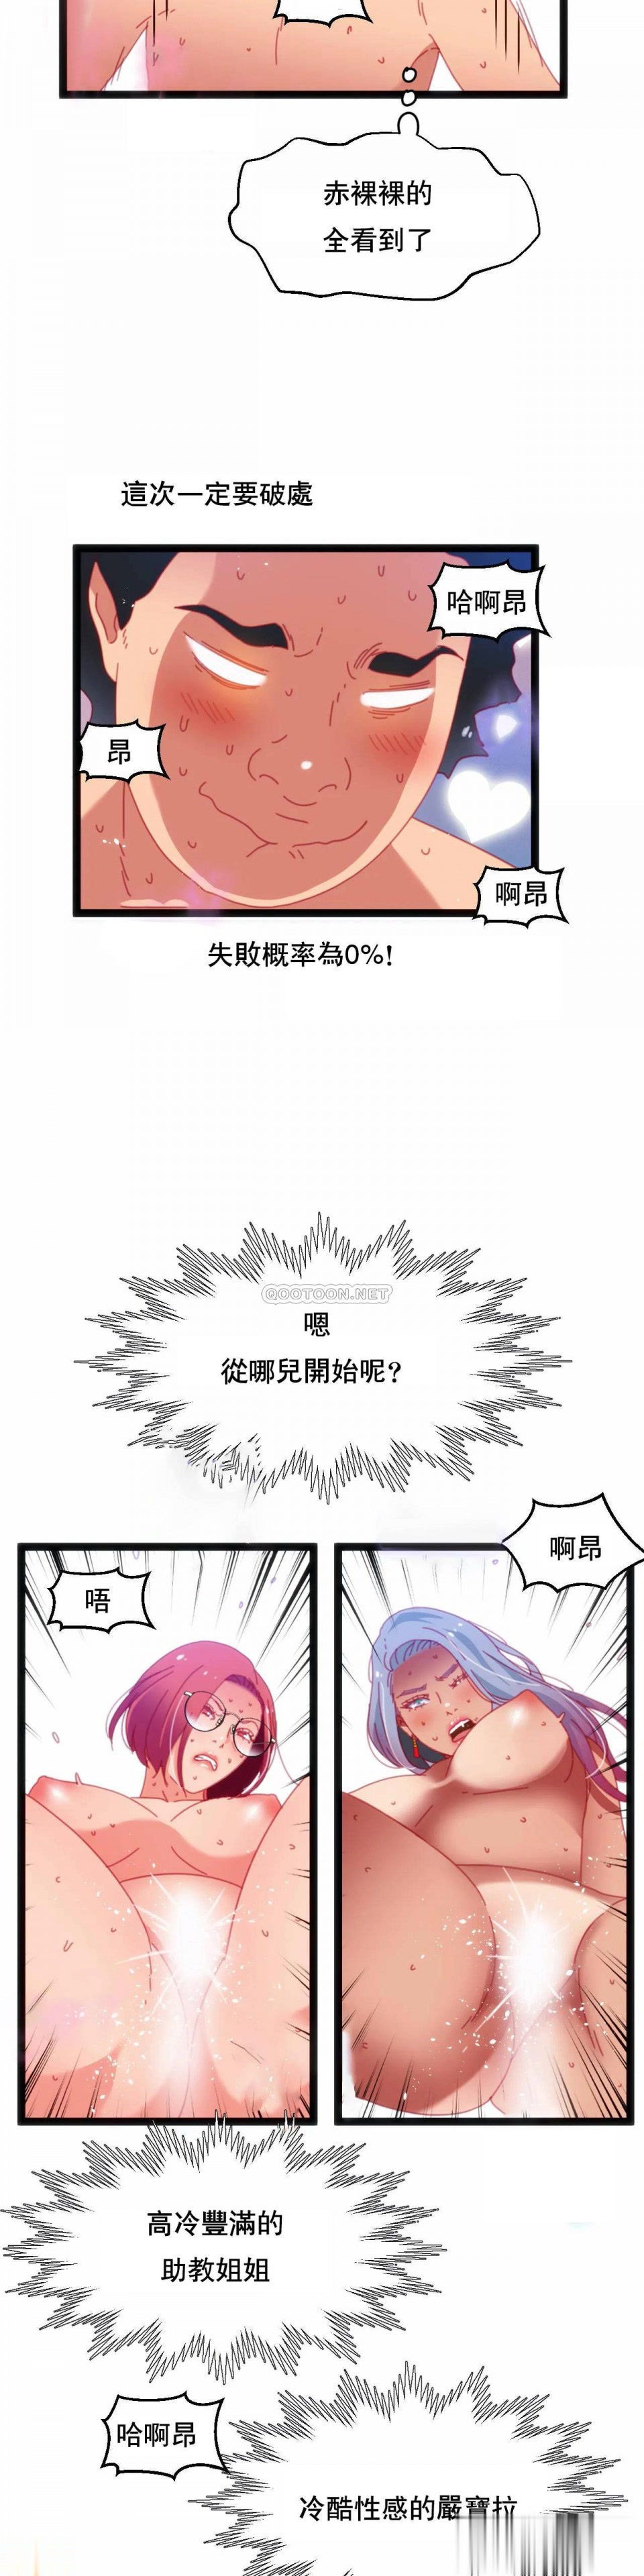 赤裸裸的
全看到了
這次一定要破處
哈啊昂
昂
啊昂
失敗概率為0%!
QOOTOON.NET
嗯
從哪兒開始呢?
啊昂
唔
高冷豐滿的
助教姐姐
哈啊昂
冷酷性感的嚴寶拉